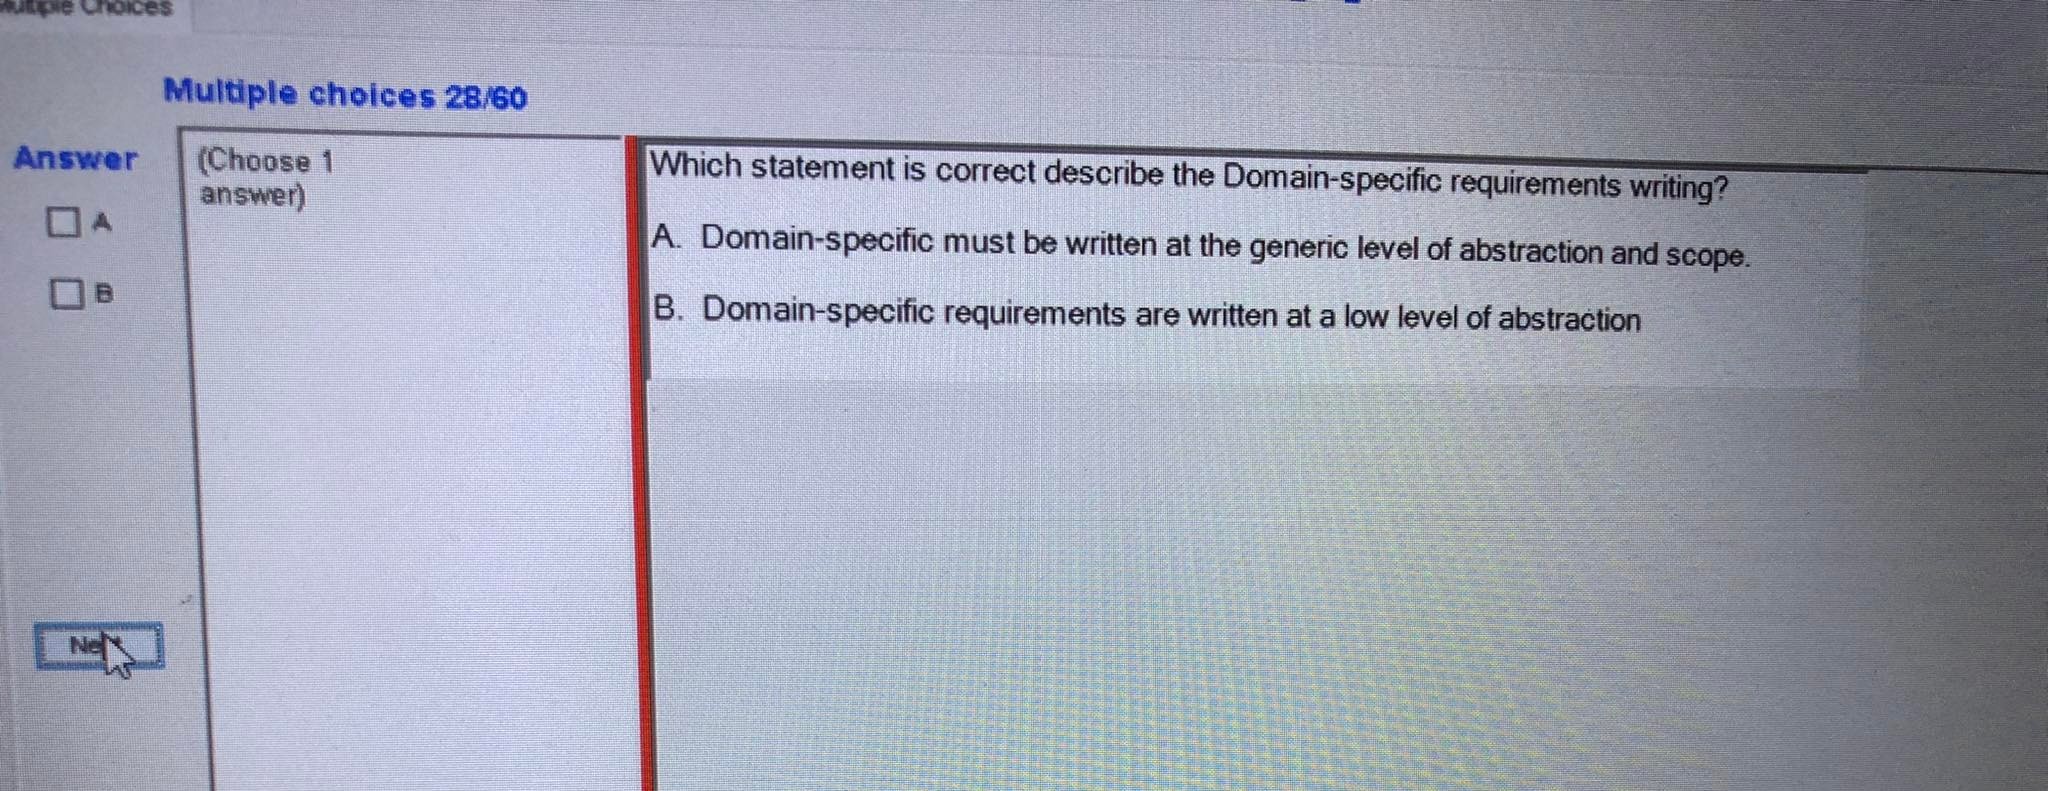 Multiple Choices
Multiple choices 28/60
Answer
(Choose 1
answer)
A
B
Which statement is correct describe the Domain-specific requirements writing?
A. Domain-specific must be written at the generic level of abstraction and scope.
B. Domain-specific requirements are written at a low level of abstraction
Next